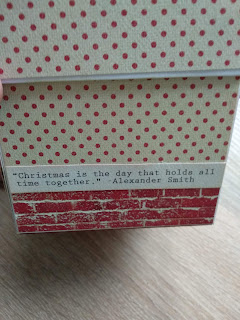 "Christmas is the day that holds all
time together." -Alexander Smith